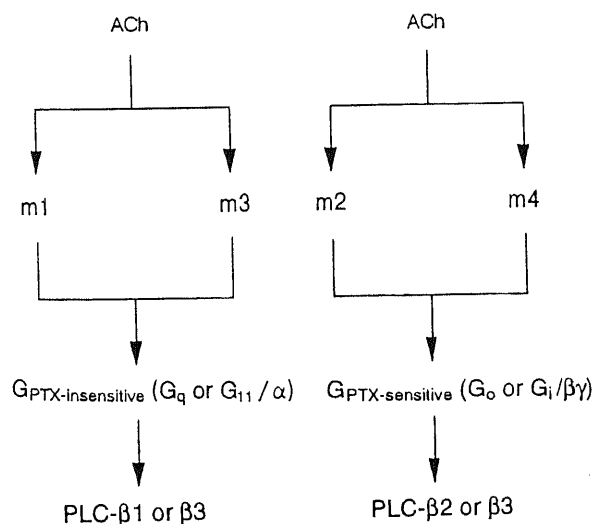 ACh
ACh
m1
m3
m2
m4
GPTX-insensitive (Gq or G11 / α)
GPTX-sensitive (Go or Gi/βγ)
PLC-β1 or β3
PLC-β2 or β3